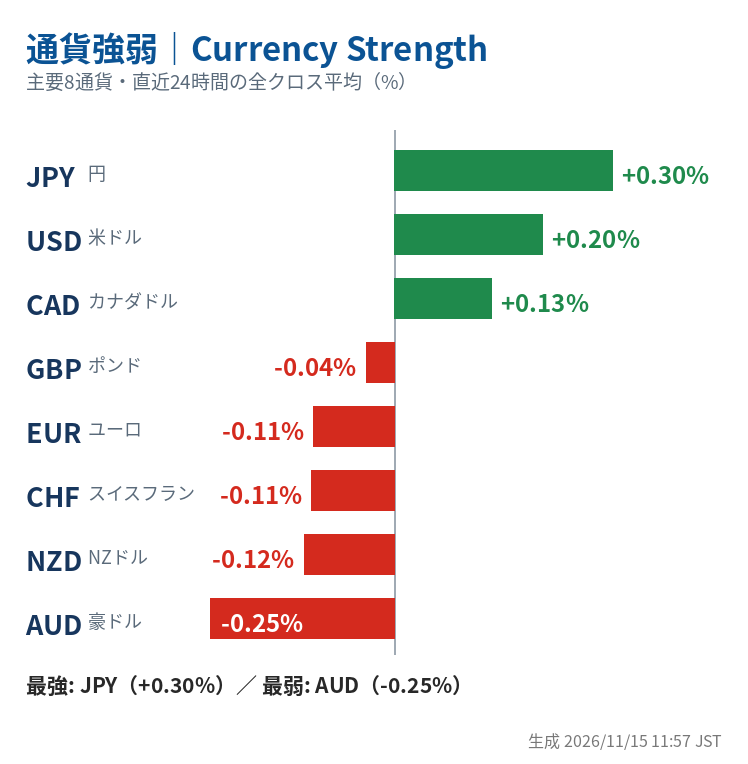 通貨強弱｜Currency Strength
主要8通貨・直近24時間の全クロス平均（%）
JPY 円 +0.30%
USD 米ドル +0.20%
CAD カナダドル +0.13%
GBP ポンド -0.04%
EUR ユーロ -0.11%
CHF スイスフラン -0.11%
NZD NZドル -0.12%
AUD 豪ドル -0.25%
最強: JPY（+0.30%）／ 最弱: AUD（-0.25%）
生成 2026/11/15 11:57 JST